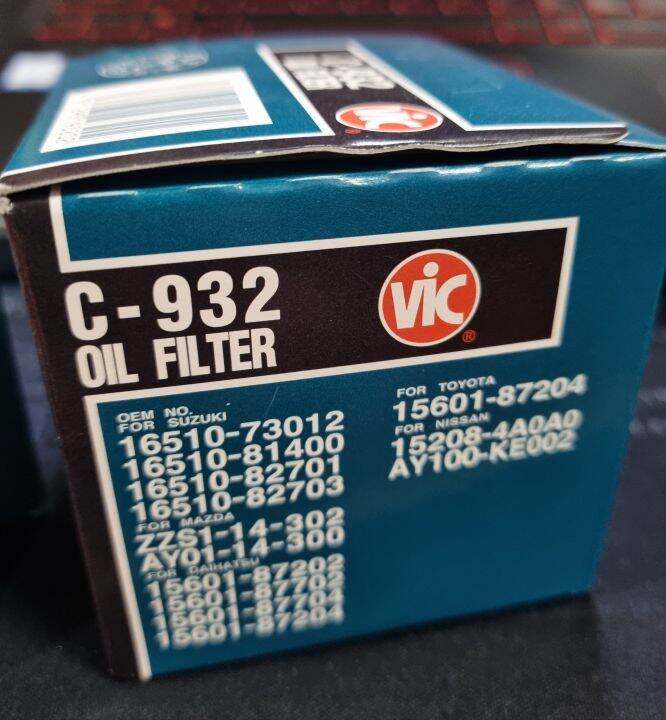 VIC
C-932
OIL FILTER
VIC
®
OEM NO.
FOR SUZUKI
16510-73012
16510-81400
16510-82701
16510-82703
FOR MAZDA
ZZS1-14-302
AY01-14-300
FOR DAIHATSU
15601-87202
15601-87702
15601-87704
15601-87204
FOR TOYOTA
15601-87204
FOR NISSAN
15208-4A0A0
AY100-KE002